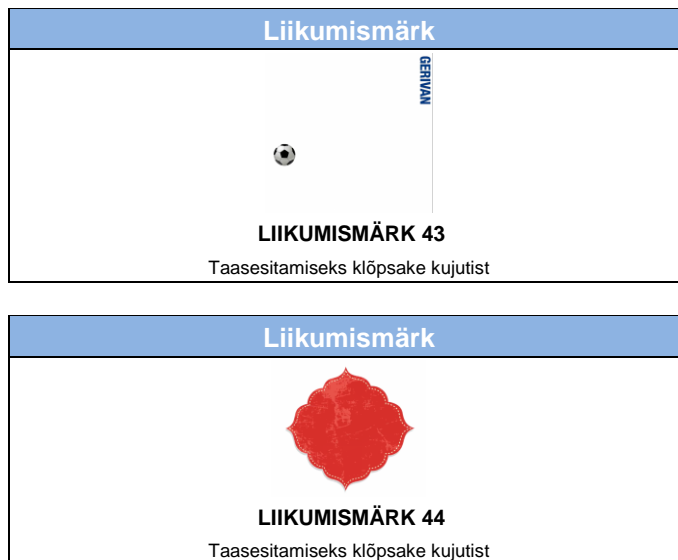 Liikumismärk
GERIVAN
LIIKUMISMÄRK 43
Taasesitamiseks klõpsake kujutist
Liikumismärk
LIIKUMISMÄRK 44
Taasesitamiseks klõpsake kujutist